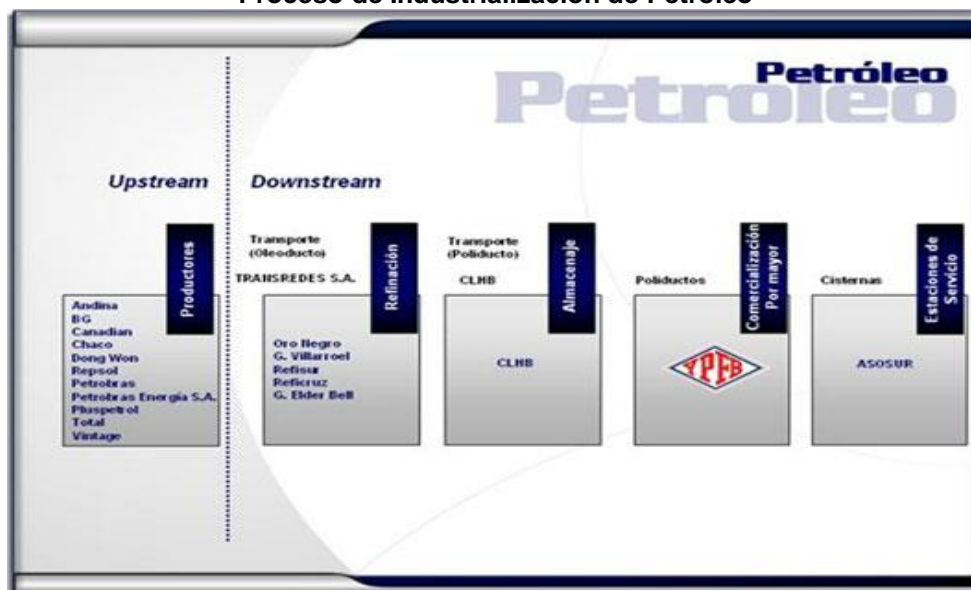 Proceso de Industrialización de Petróleo
Petróleo
Petroleo
Upstream
Downstream
Productores
Andina
BG
Canadian
Chaco
Dong Won
Repsol
Petrobras
Petrobras Energía S.A.
Pluspetrol
Total
Vintage
Transporte
(Oleoducto)
TRANSREDES S.A.
Refinación
Oro Negro
G. Villarroel
Refisur
Reficruz
G. Elder Bell
Transporte
(Poliducto)
CLHB
Almacenaje
CLHB
Poliductos
Comercialización
Por mayor
YPFB
Cisternas
Estaciones de
Servicio
ASOSUR